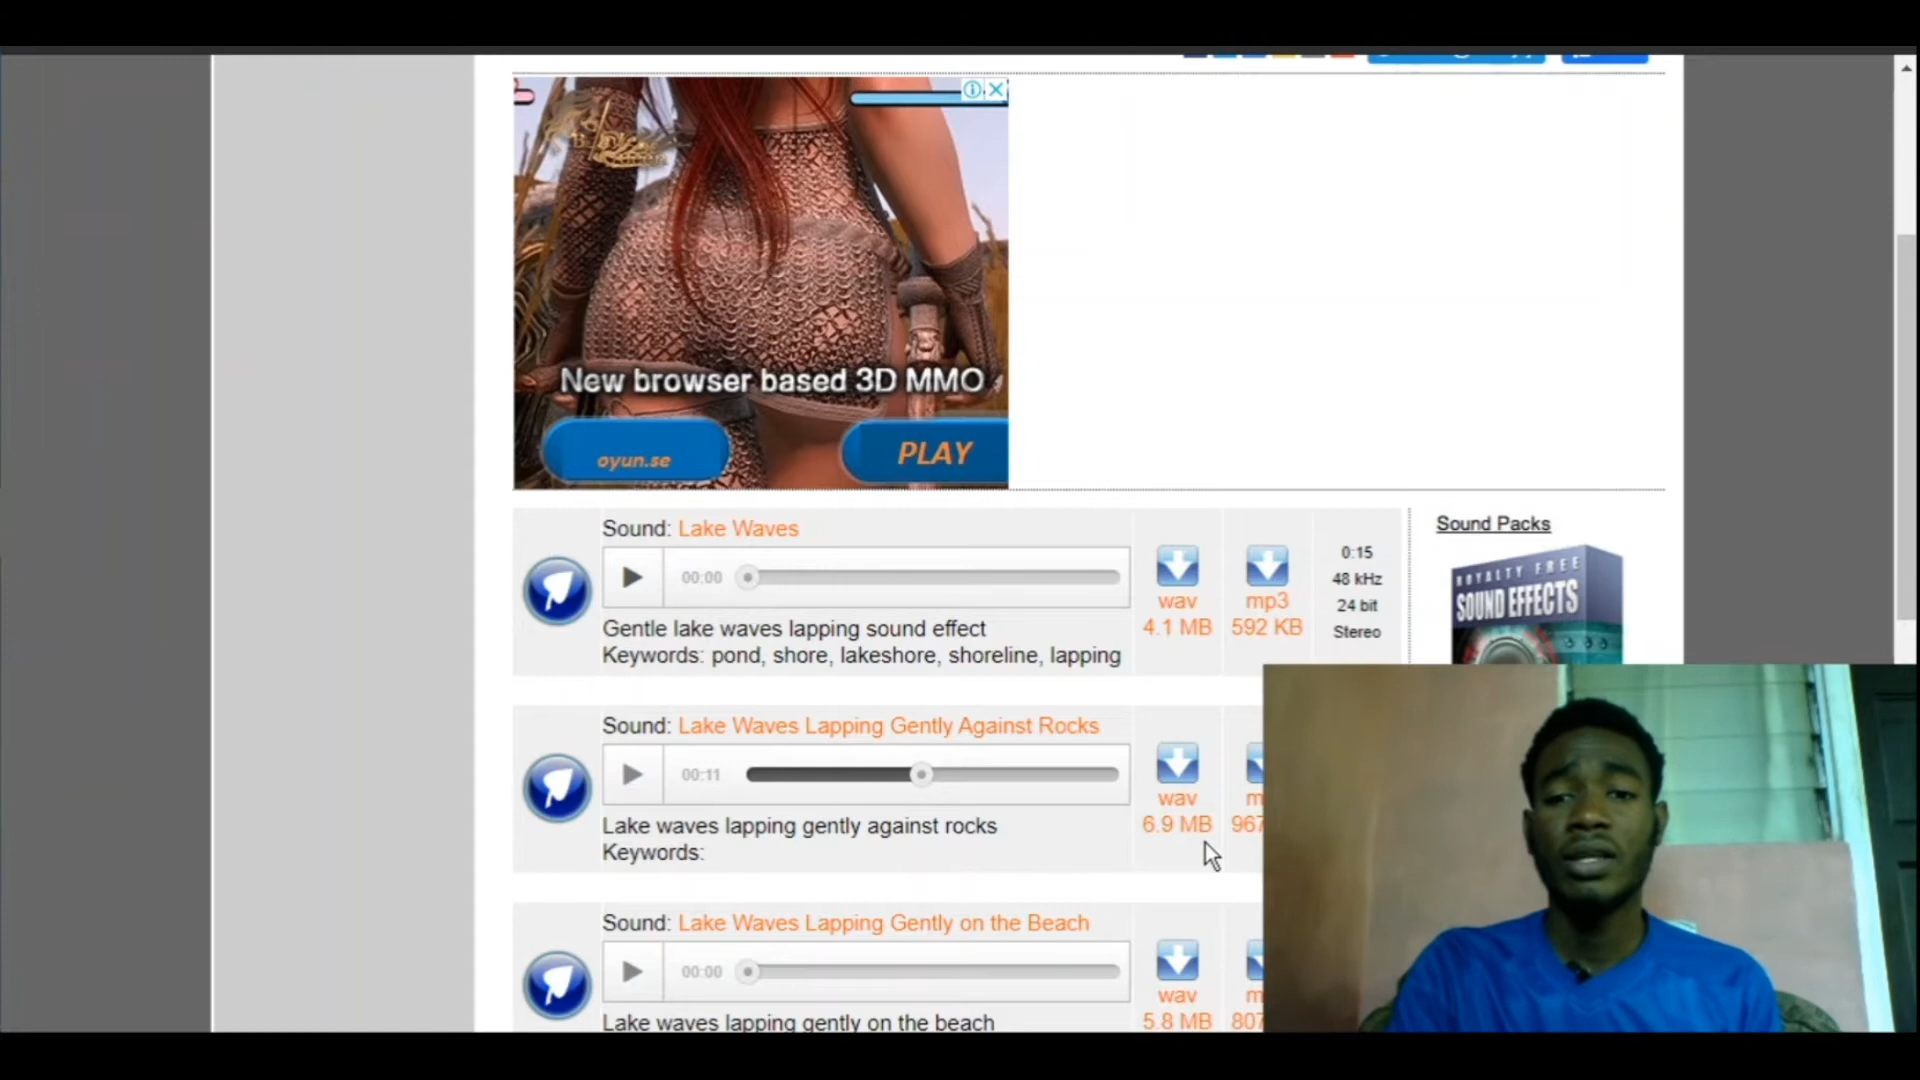 New browser based 3D MMO
oyun.se
PLAY
Sound: Lake Waves
00:00
Gentle lake waves lapping sound effect
Keywords: pond, shore, lakeshore, shoreline, lapping
wav
4.1 MB
mp3
592 KB
0:15
48 kHz
24 bit
Stereo
Sound Packs
ROYALTY FREE
SOUND EFFECTS
Sound: Lake Waves Lapping Gently Against Rocks
00:11
Lake waves lapping gently against rocks
Keywords:
wav
6.9 MB
m
967
Sound: Lake Waves Lapping Gently on the Beach
00:00
Lake waves lapping gently on the beach
wav
5.8 MB
m
807